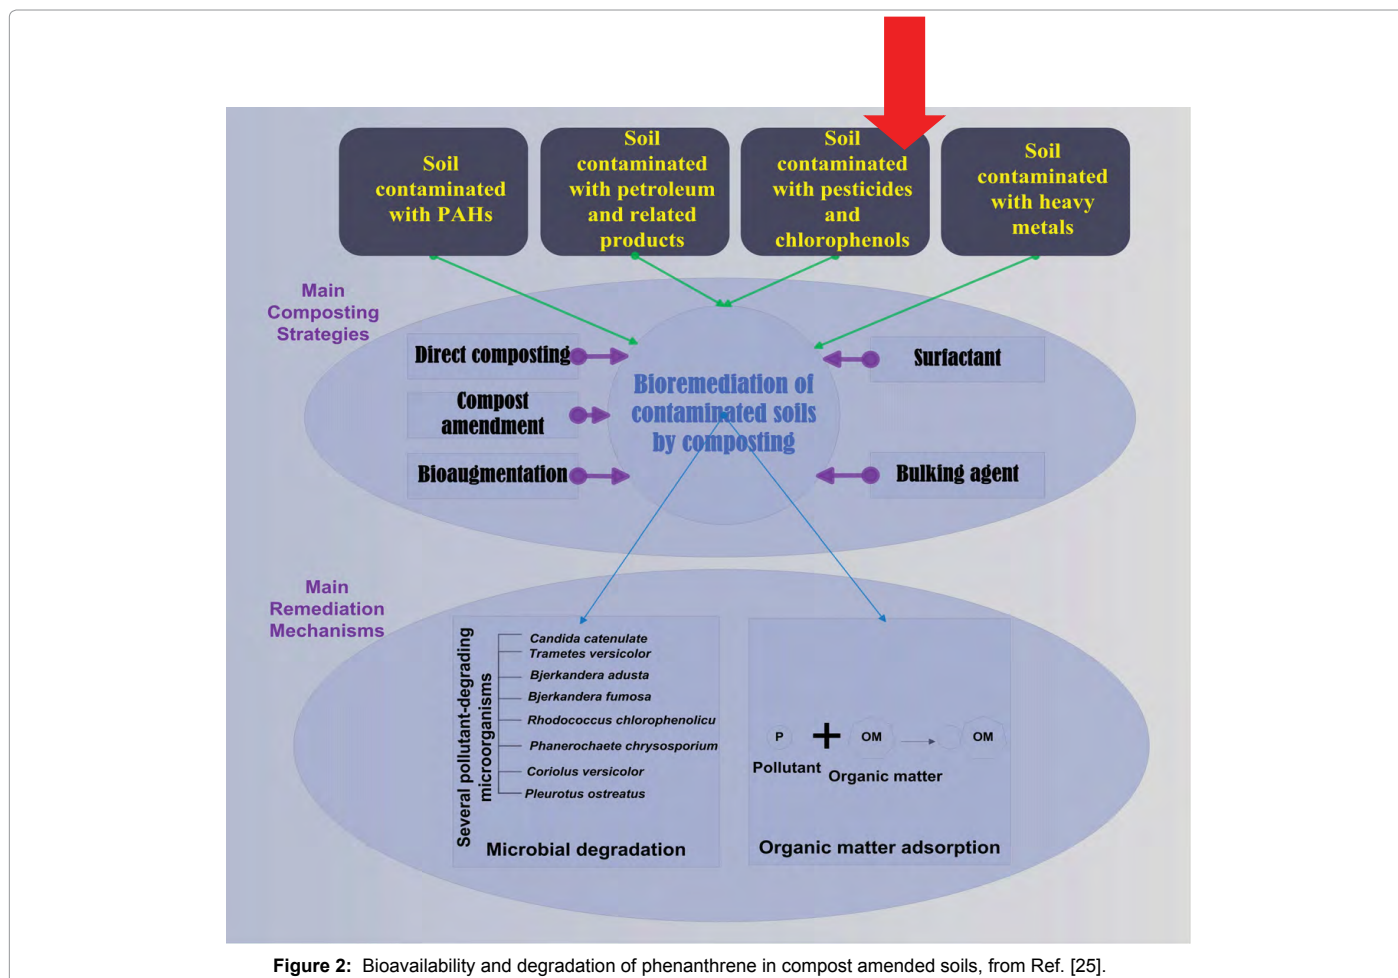 Soil
contaminated
with PAHs
Soil
contaminated
with petroleum
and related
products
Soil
contaminated
with pesticides
and
chlorophenols
Soil
contaminated
with heavy
metals
Main
Composting
Strategies
Direct composting
Compost
amendment
Bioaugmentation
Bioremediation of
contaminated soils
by composting
Surfactant
Bulking agent
Main
Remediation
Mechanisms
Several pollutant-degrading
microorganisms
Candida catenulate
Trametes versicolor
Bjerkandera adusta
Bjerkandera fumosa
Rhodococcus chlorophenolicu
Phanerochaete chrysosporium
Coriolus versicolor
Pleurotus ostreatus
Microbial degradation
P + OM OM
Pollutant
Organic matter
Organic matter adsorption
Figure 2: Bioavailability and degradation of phenanthrene in compost amended soils, from Ref. [25].